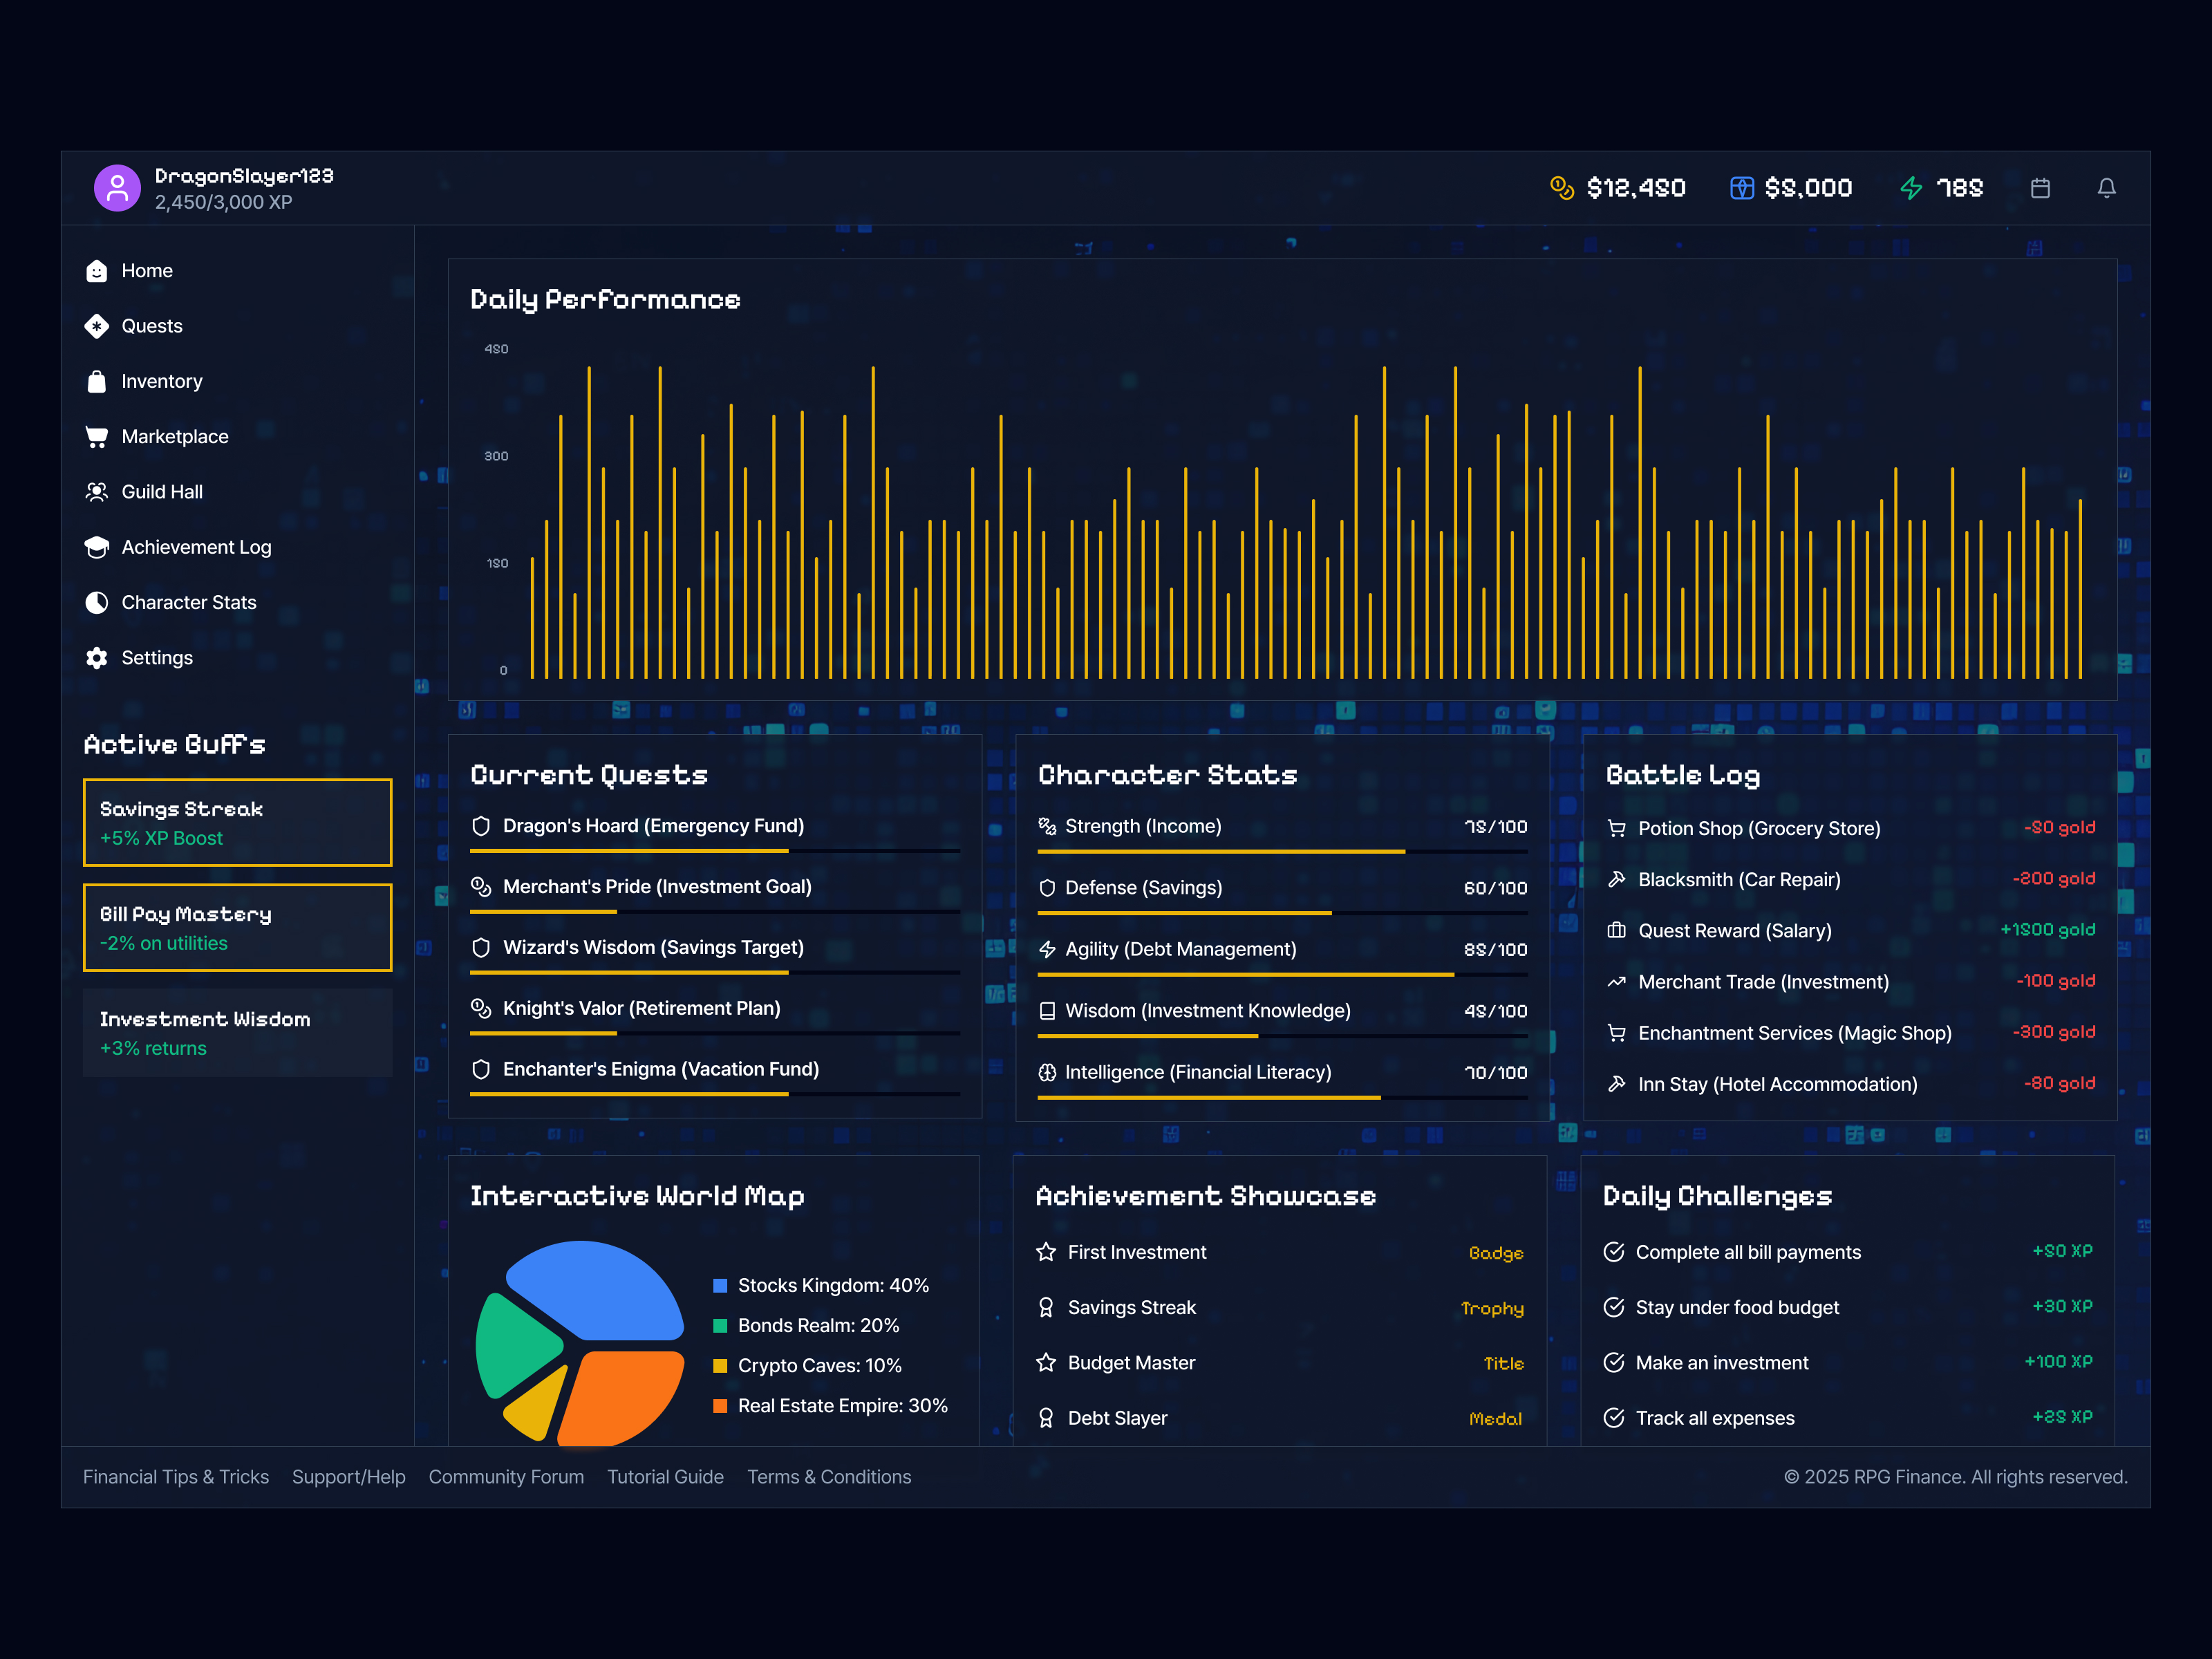 DragonSlayer123
2,450/3,000 XP
$12,450
$5,000
785
Home
Quests
Inventory
Marketplace
Guild Hall
Achievement Log
Character Stats
Settings
Active Buffs
Savings Streak
+5% XP Boost
Bill Pay Mastery
-2% on utilities
Investment Wisdom
+3% returns
Daily Performance
450
300
150
0
Current Quests
Dragon's Hoard (Emergency Fund)
Merchant's Pride (Investment Goal)
Wizard's Wisdom (Savings Target)
Knight's Valor (Retirement Plan)
Enchanter's Enigma (Vacation Fund)
Character Stats
Strength (Income) 75/100
Defense (Savings) 60/100
Agility (Debt Management) 85/100
Wisdom (Investment Knowledge) 45/100
Intelligence (Financial Literacy) 70/100
Battle Log
Potion Shop (Grocery Store) -50 gold
Blacksmith (Car Repair) -200 gold
Quest Reward (Salary) +1500 gold
Merchant Trade (Investment) -100 gold
Enchantment Services (Magic Shop) -300 gold
Inn Stay (Hotel Accommodation) -80 gold
Interactive World Map
Stocks Kingdom: 40%
Bonds Realm: 20%
Crypto Caves: 10%
Real Estate Empire: 30%
Achievement Showcase
First Investment Badge
Savings Streak Trophy
Budget Master Title
Debt Slayer Medal
Daily Challenges
Complete all bill payments +50 XP
Stay under food budget +30 XP
Make an investment +100 XP
Track all expenses +25 XP
Financial Tips & Tricks Support/Help Community Forum Tutorial Guide Terms & Conditions
© 2025 RPG Finance. All rights reserved.